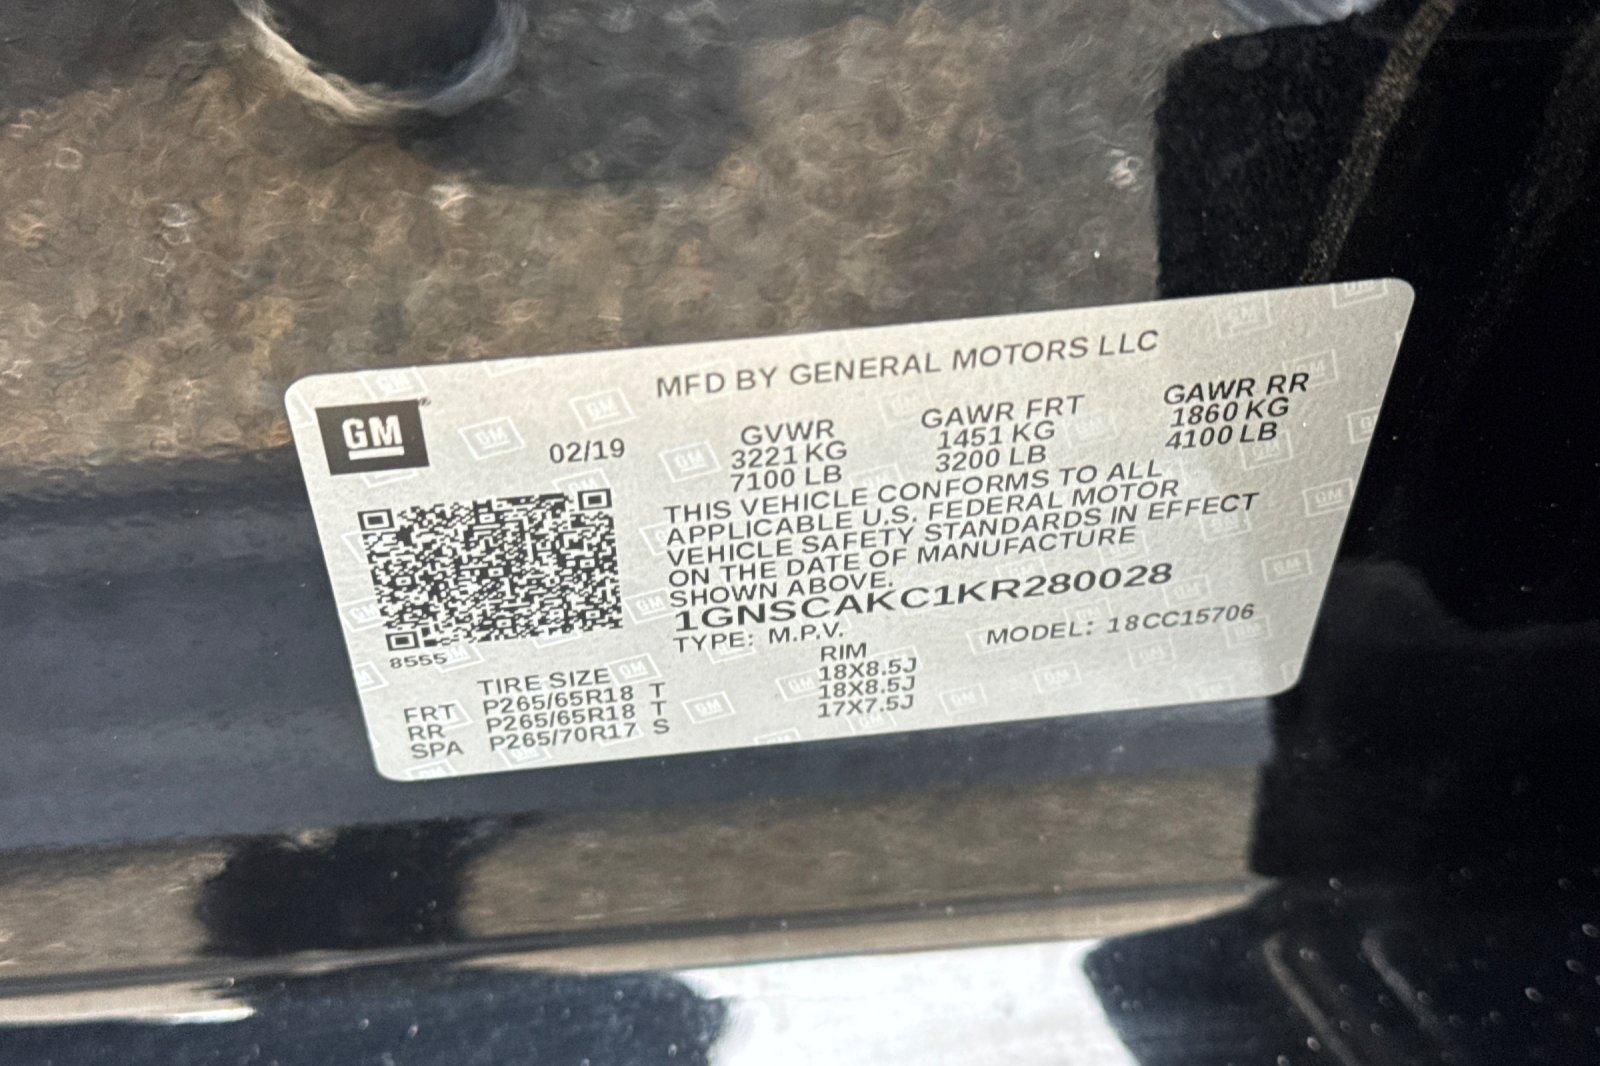 MFD BY GENERAL MOTORS LLC
GM®
02/19
GVWR GAWR FRT GAWR RR
3221 KG 1451 KG 1860 KG
7100 LB 3200 LB 4100 LB
THIS VEHICLE CONFORMS TO ALL
APPLICABLE U.S. FEDERAL MOTOR
VEHICLE SAFETY STANDARDS IN EFFECT
ON THE DATE OF MANUFACTURE
SHOWN ABOVE.
1GNSCAKC1KR280028
TYPE: M.P.V. MODEL: 18CC15706
8555
TIRE SIZE RIM
FRT P265/65R18 T 18X8.5J
RR P265/65R18 T 18X8.5J
SPA P265/70R17 S 17X7.5J